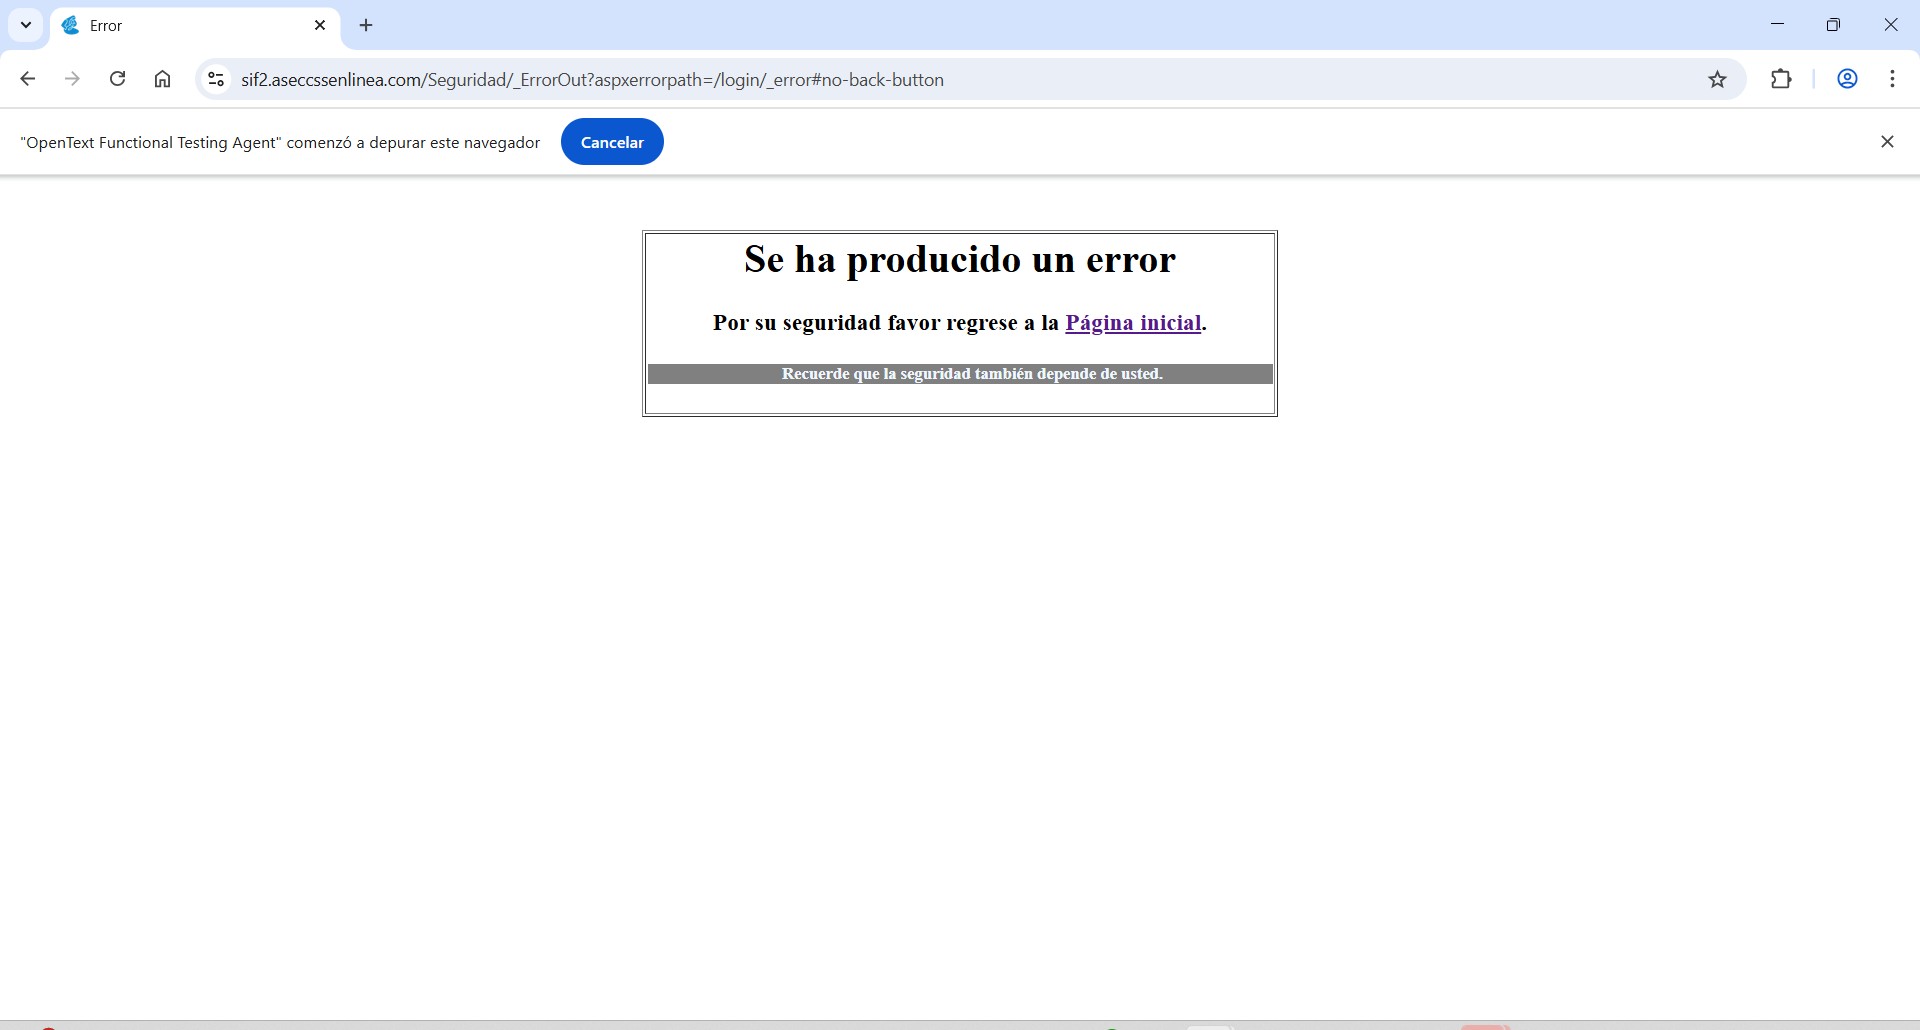 Error
sif2.aseccssenlinea.com/Seguridad/_ErrorOut?aspxerrorpath=/login/_error#no-back-button
"OpenText Functional Testing Agent" comenzó a depurar este navegador
Cancelar
Se ha producido un error
Por su seguridad favor regrese a la Página inicial.
Recuerde que la seguridad también depende de usted.